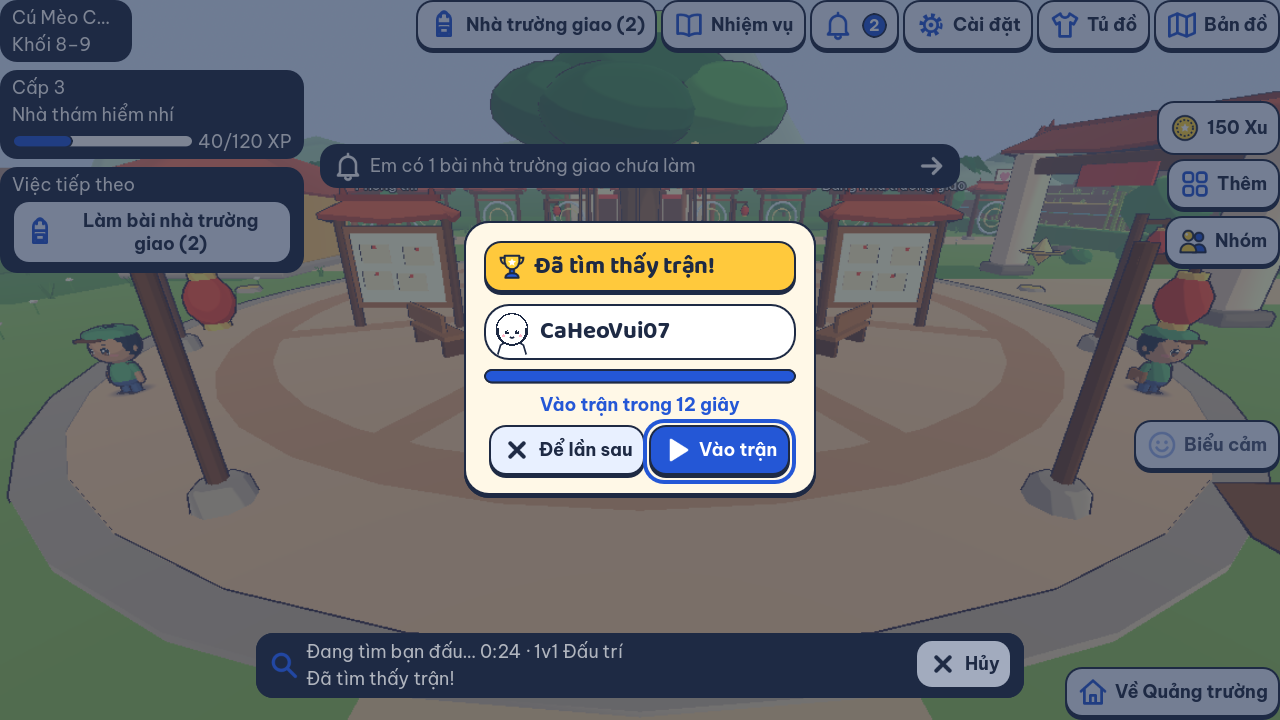 Cú Mèo C...
Khối 8–9
Nhà trường giao (2)
Nhiệm vụ
2
Cài đặt
Tủ đồ
Bản đồ
Cấp 3
Nhà thám hiểm nhí
40/120 XP
150 Xu
Em có 1 bài nhà trường giao chưa làm
Thêm
Việc tiếp theo
Làm bài nhà trường
giao (2)
Nhóm
Đã tìm thấy trận!
CaHeoVui07
Vào trận trong 12 giây
Để lần sau
Vào trận
Biểu cảm
Đang tìm bạn đấu... 0:24 · 1v1 Đấu trí
Đã tìm thấy trận!
Hủy
Về Quảng trường